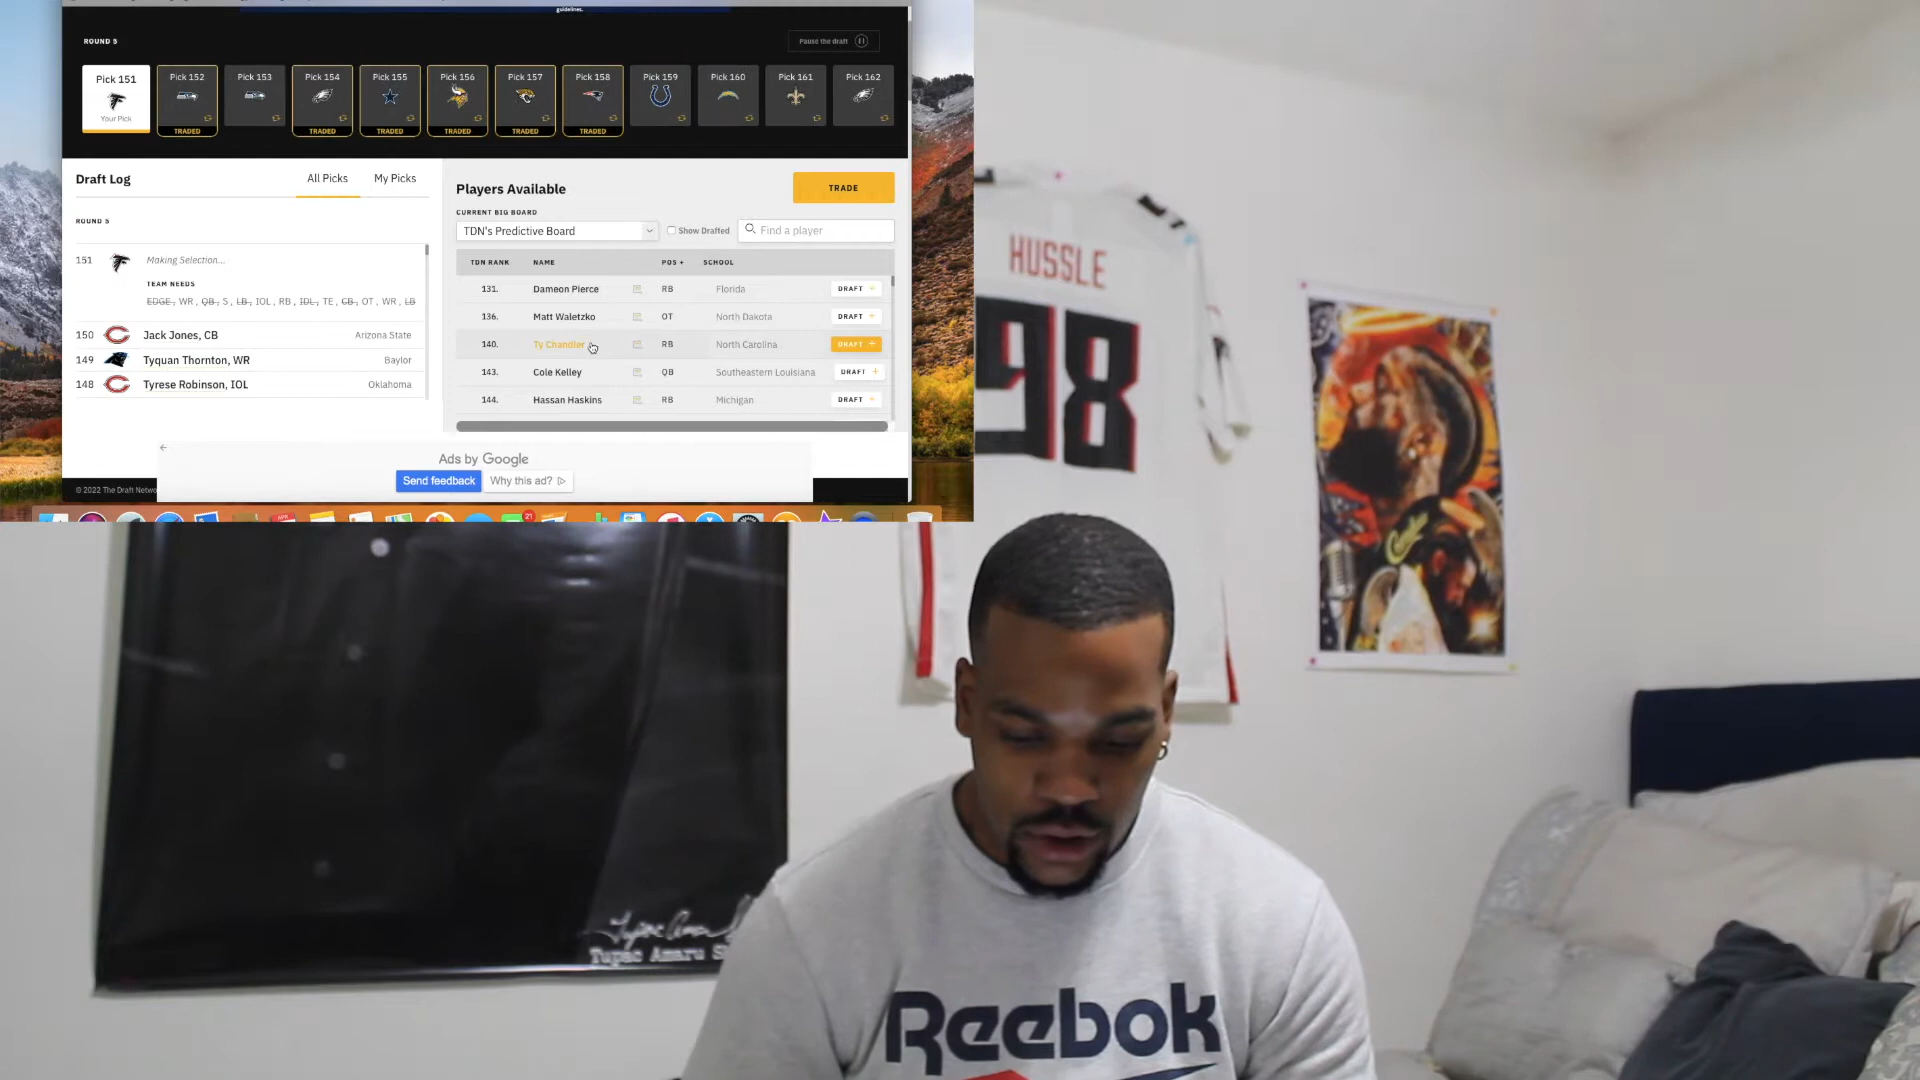 guidelines.
ROUND 5
Pause the draft
Pick 151
Your Pick
Pick 152
TRADED
Pick 153
Pick 154
TRADED
Pick 155
TRADED
Pick 156
TRADED
Pick 157
TRADED
Pick 158
TRADED
Pick 159
Pick 160
Pick 161
Pick 162
Draft Log
All Picks
My Picks
ROUND 5
151 Making Selection...
TEAM NEEDS
EDGE, WR, QB, S, LB, IOL, RB, IDL, TE, CB, OT, WR, LB
150 Jack Jones, CB Arizona State
149 Tyquan Thornton, WR Baylor
148 Tyrese Robinson, IOL Oklahoma
Players Available
TRADE
CURRENT BIG BOARD
TDN's Predictive Board
Show Drafted
Find a player
TDN RANK NAME POS + SCHOOL
131. Dameon Pierce RB Florida DRAFT +
136. Matt Waletzko OT North Dakota DRAFT +
140. Ty Chandler RB North Carolina DRAFT +
143. Cole Kelley QB Southeastern Louisiana DRAFT +
144. Hassan Haskins RB Michigan DRAFT +
Ads by Google
Send feedback
Why this ad?
© 2022 The Draft Netwo
APR
21
HUSSLE
98
Tupac Amaru S
Reebok